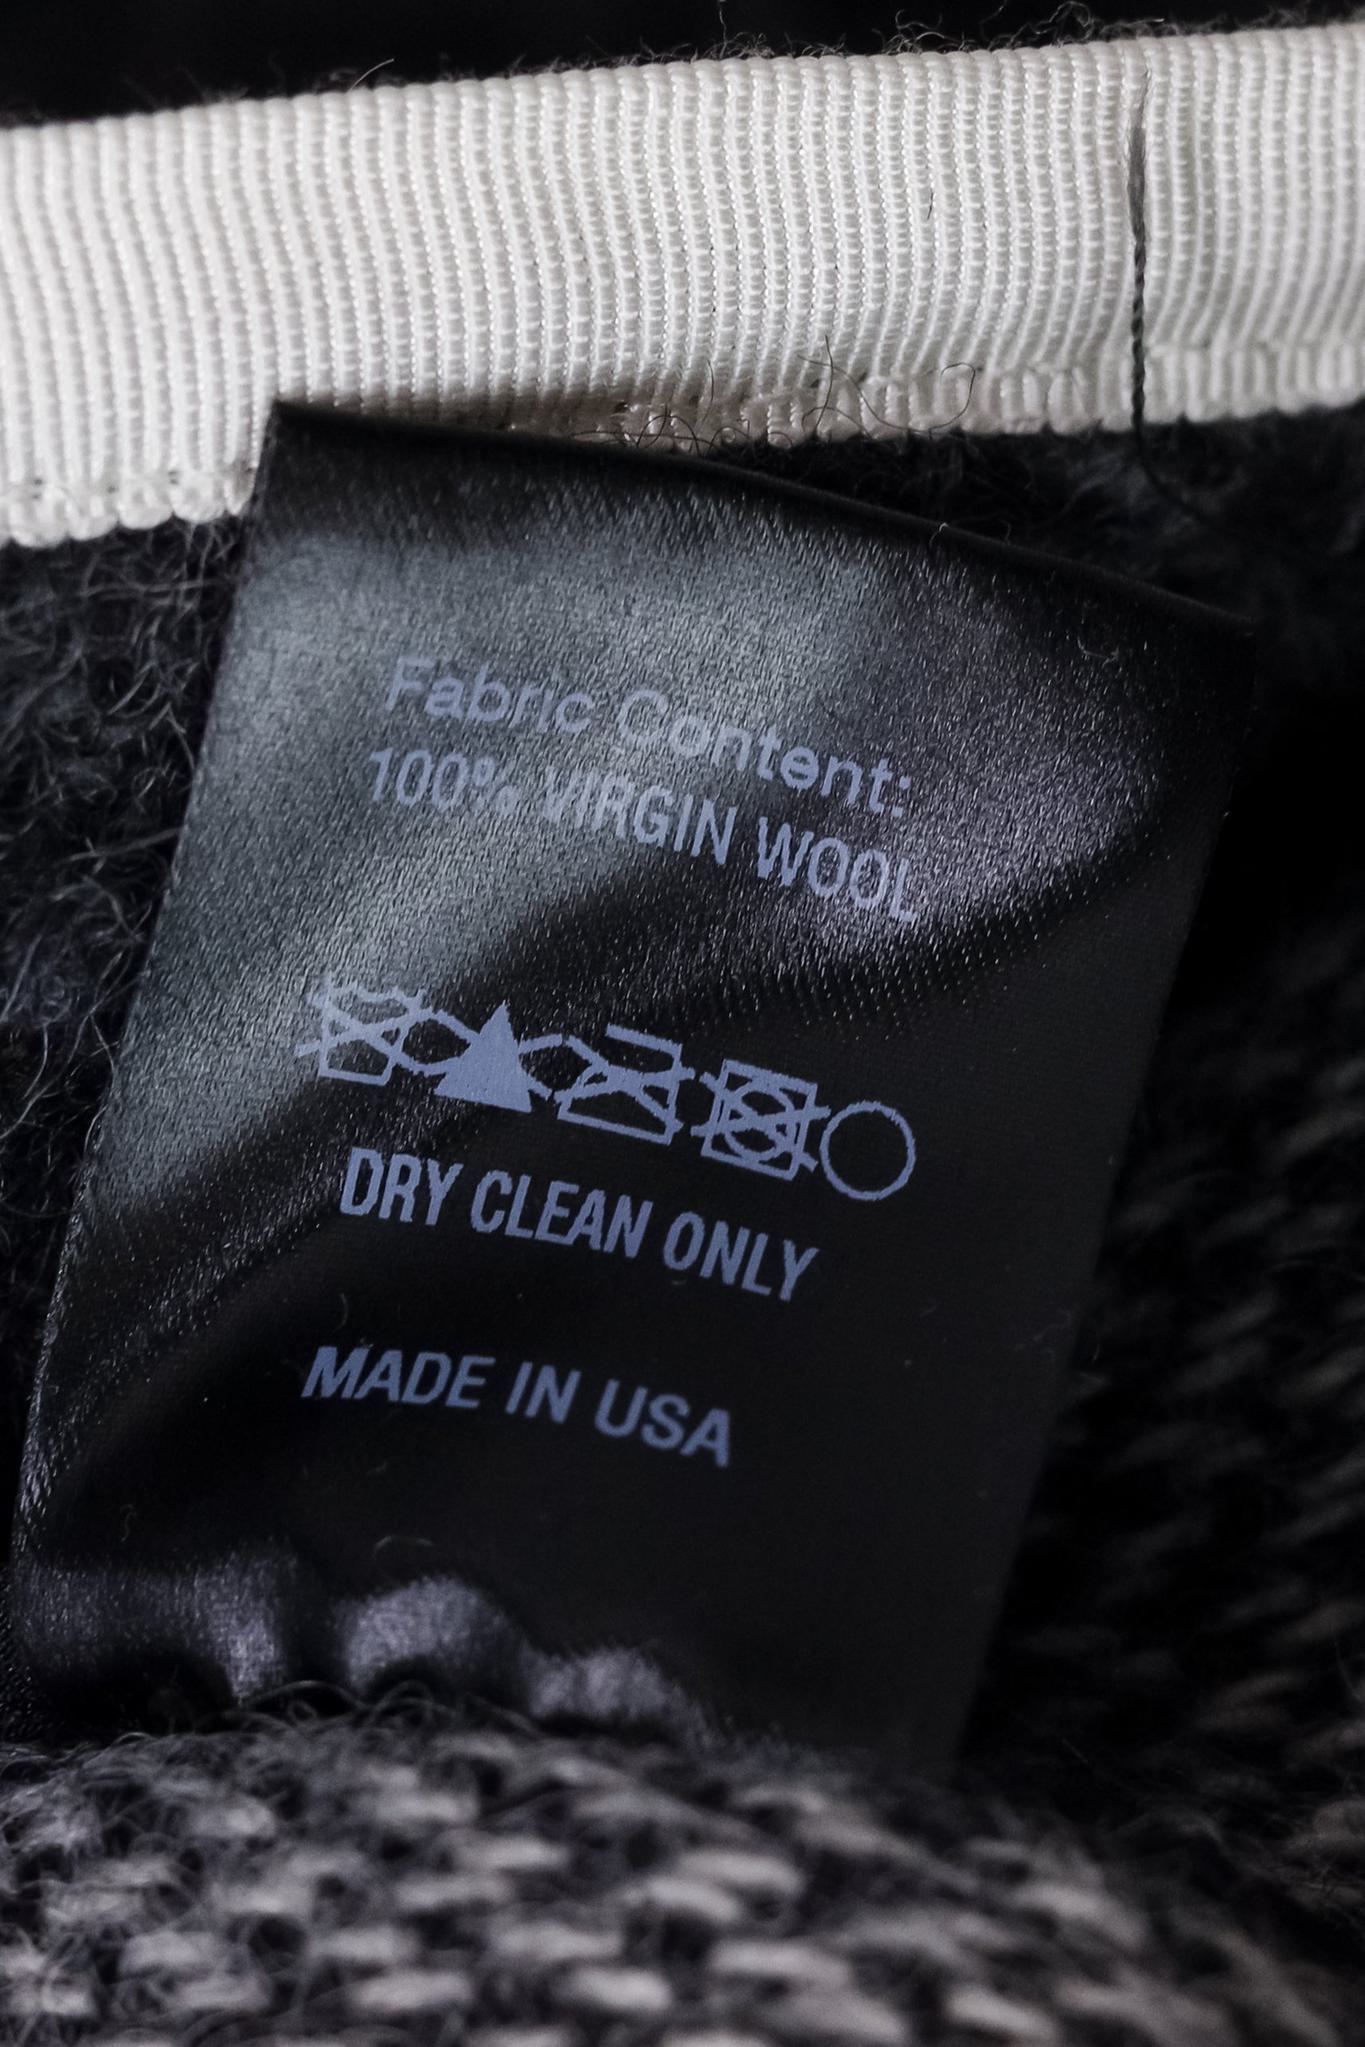 Fabric Content:
100% VIRGIN WOOL
DRY CLEAN ONLY
MADE IN USA